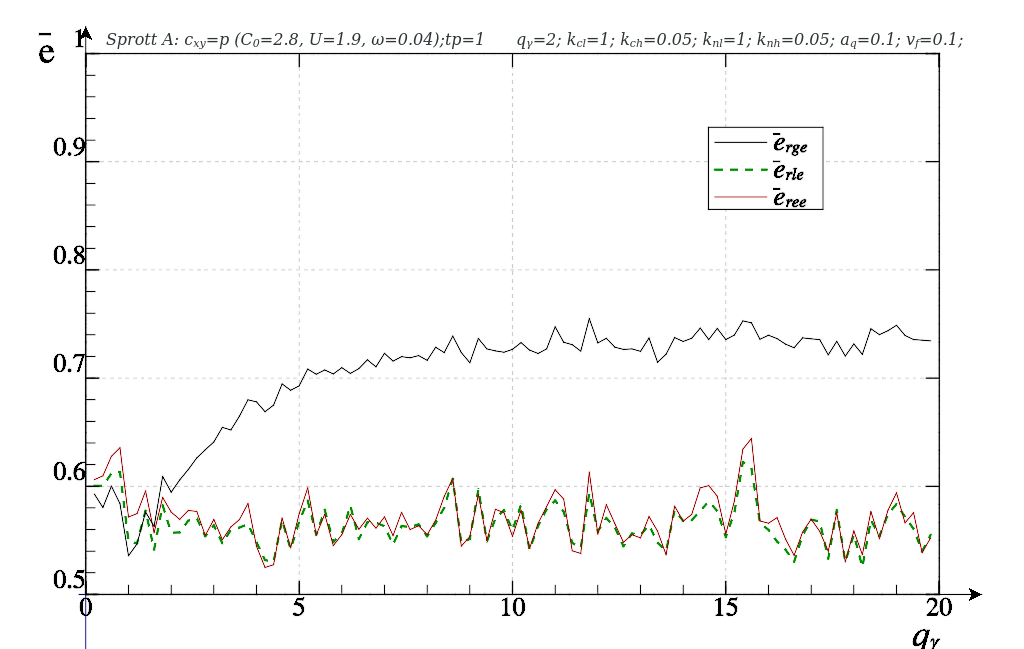 ē 1 Sprott A: cxy=p (C0=2.8, U=1.9, ω=0.04);tp=1 qγ=2; kcl=1; kch=0.05; knl=1; knh=0.05; aq=0.1; vf=0.1;
0.9
ērge
ērle
ēree
0.8
0.7
0.6
0.5
0 5 10 15 20
qγ